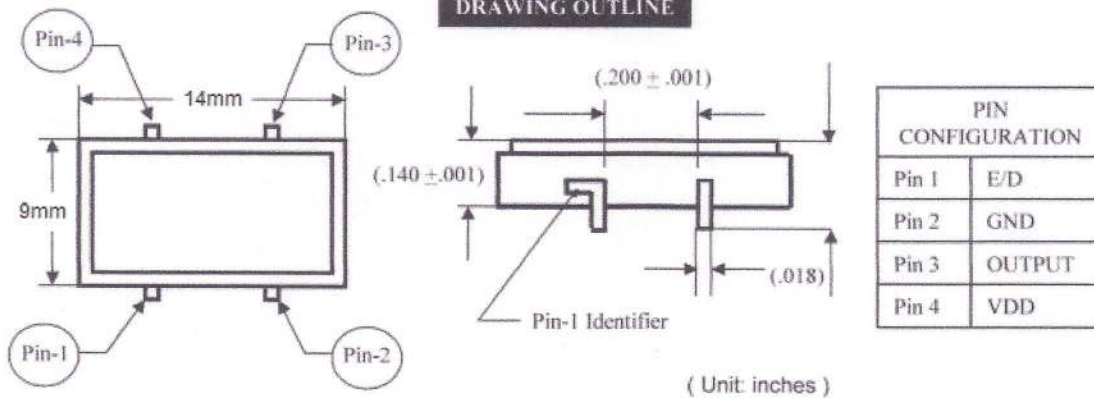 DRAWING OUTLINE
Pin-4
Pin-3
14mm
9mm
Pin-1
Pin-2
(.200 ± .001)
(.140 ±.001)
(.018)
Pin-1 Identifier
( Unit: inches )
PIN
CONFIGURATION
Pin 1 E/D
Pin 2 GND
Pin 3 OUTPUT
Pin 4 VDD